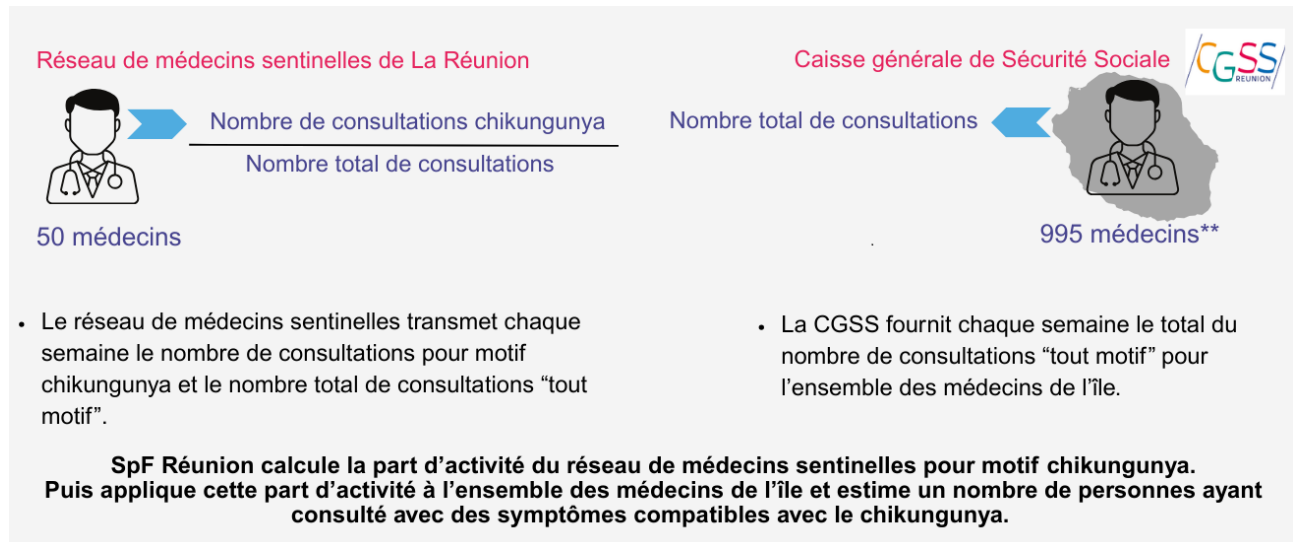 Réseau de médecins sentinelles de La Réunion
Nombre de consultations chikungunya
Nombre total de consultations
50 médecins
Caisse générale de Sécurité Sociale
CGSS
REUNION
Nombre total de consultations
995 médecins**
• Le réseau de médecins sentinelles transmet chaque
semaine le nombre de consultations pour motif
chikungunya et le nombre total de consultations “tout
motif”.
• La CGSS fournit chaque semaine le total du
nombre de consultations “tout motif” pour
l’ensemble des médecins de l’île.
SpF Réunion calcule la part d’activité du réseau de médecins sentinelles pour motif chikungunya.
Puis applique cette part d’activité à l’ensemble des médecins de l’île et estime un nombre de personnes ayant
consulté avec des symptômes compatibles avec le chikungunya.